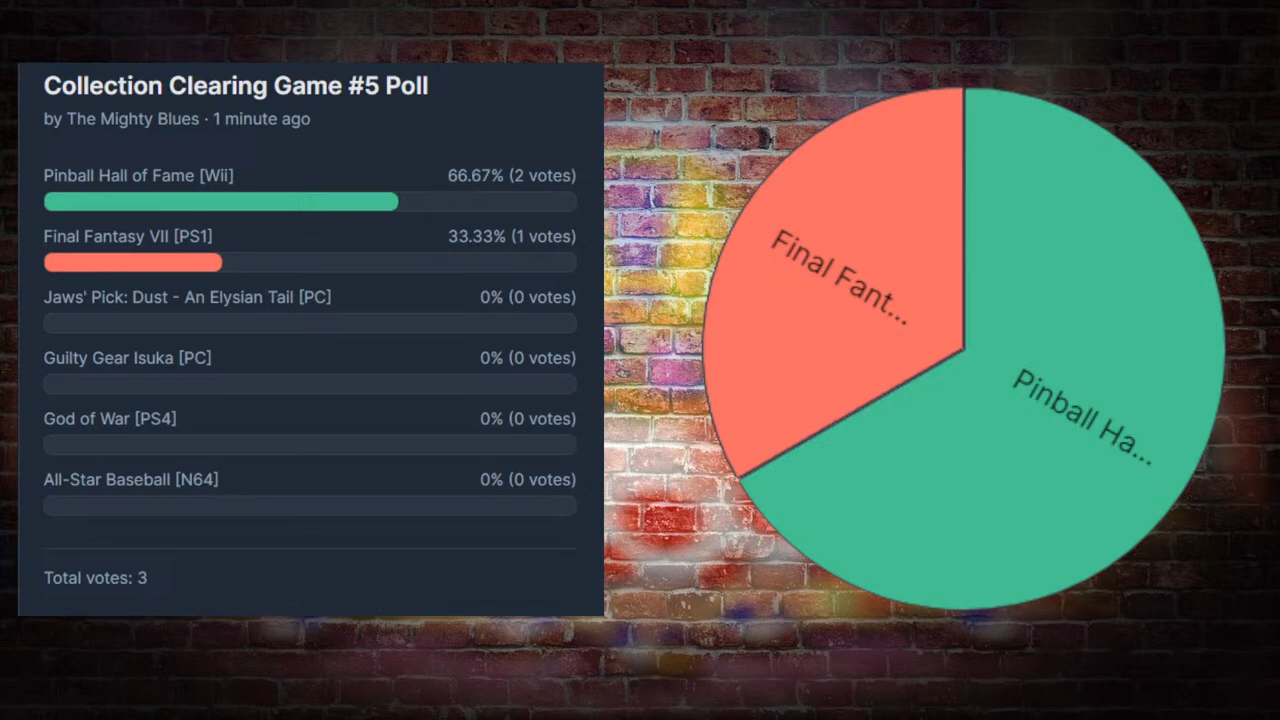 Collection Clearing Game #5 Poll
by The Mighty Blues · 1 minute ago
Pinball Hall of Fame [Wii] 66.67% (2 votes)
Final Fantasy VII [PS1] 33.33% (1 votes)
Jaws' Pick: Dust - An Elysian Tail [PC] 0% (0 votes)
Guilty Gear Isuka [PC] 0% (0 votes)
God of War [PS4] 0% (0 votes)
All-Star Baseball [N64] 0% (0 votes)
Total votes: 3
Final Fant...
Pinball Ha...